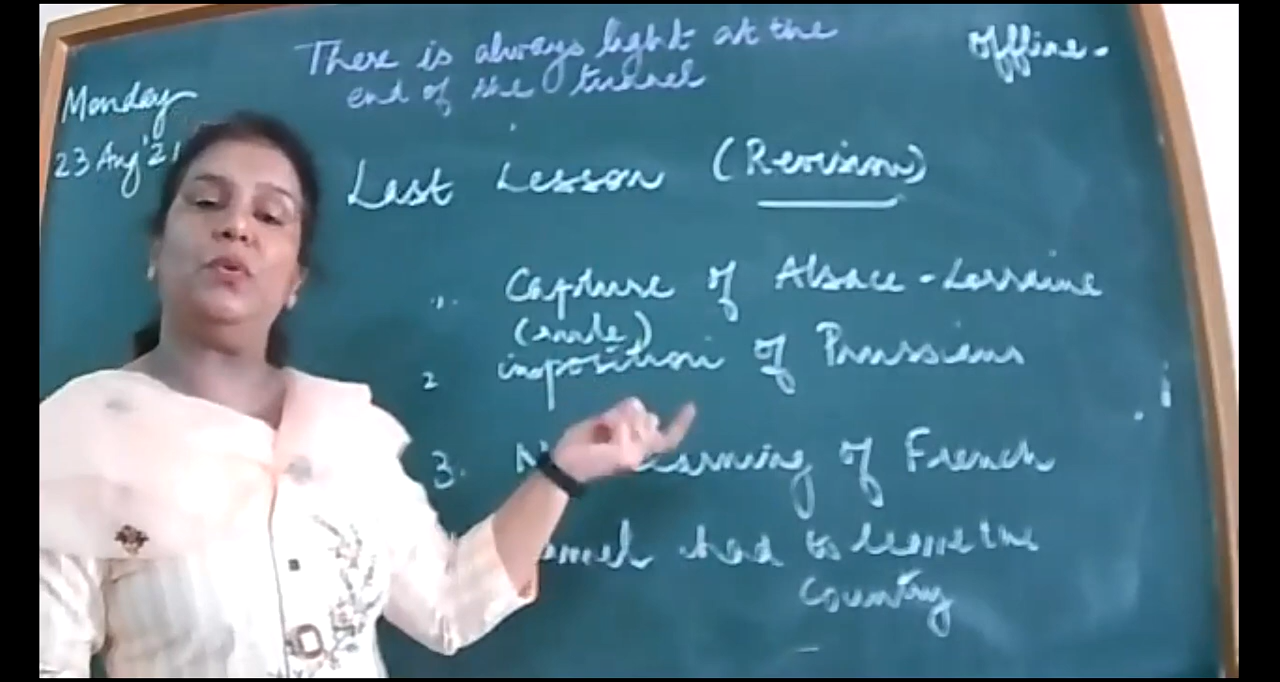 There is always light at the
end of the tunnel
offine.
Monday
23 Aug'21
Last Lesson (Revision)
1. Capture of Alsace-Lorraine
(rule)
2 imposition of Prussians
3. learning of French
had to leave the
country